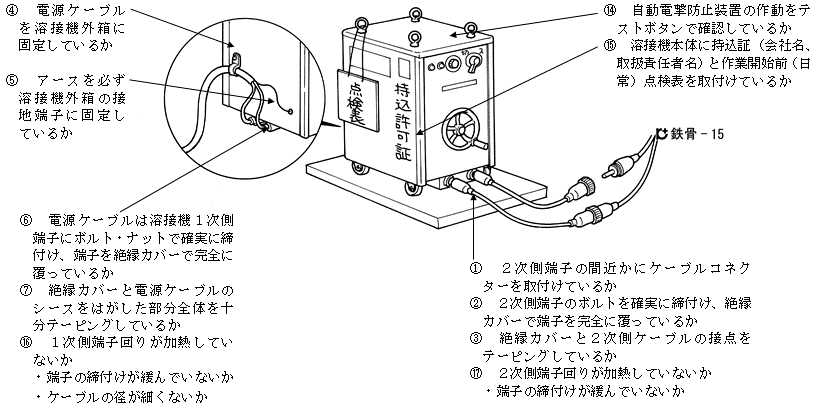 ④　電源ケーブル
を溶接機外箱に
固定しているか
⑤　アースを必ず
溶接機外箱の接
地端子に固定し
ているか
点検表
持込許可証
⑭　自動電撃防止装置の作動をテ
ストボタンで確認しているか
⑮　溶接機本体に持込証（会社名、
取扱責任者名）と作業開始前（日
常）点検表を取付けているか
鉄骨－15
⑥　電源ケーブルは溶接機１次側
端子にボルト・ナットで確実に締
付け、端子を絶縁カバーで完全に
覆っているか
⑦　絶縁カバーと電源ケーブルの
シースをはがした部分全体を十
分テーピングしているか
⑯　１次側端子回りが加熱してい
ないか
・端子の締付けが緩んでいないか
・ケーブルの径が細くないか
①　２次側端子の間近かにケーブルコネク
ターを取付けているか
②　２次側端子のボルトを確実に締付け、絶縁
カバーで端子を完全に覆っているか
③　絶縁カバーと２次側ケーブルの接点を
テーピングしているか
⑰　２次側端子回りが加熱していないか
・端子の締付けが緩んでいないか